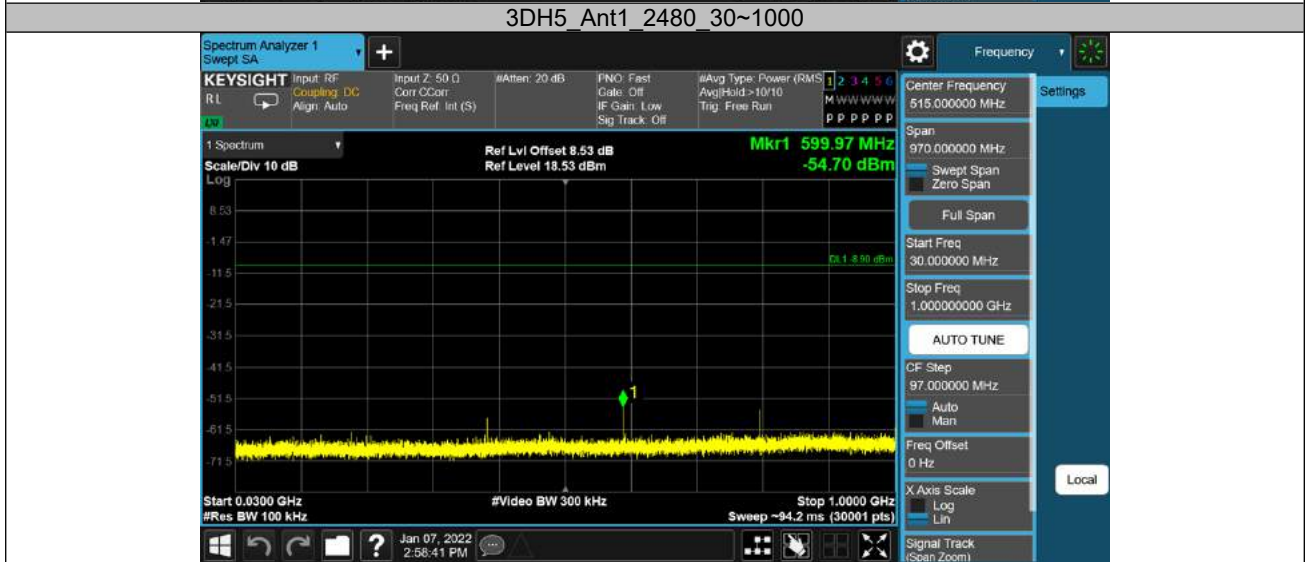 3DH5_Ant1_2480_30~1000
Spectrum Analyzer 1
Swept SA
+
Frequency
KEYSIGHT
RL
Input: RF
Coupling: DC
Align: Auto
Input Z: 50 Ω
Corr CCorr
Freq Ref: Int (S)
#Atten: 20 dB
PNO: Fast
Gate: Off
IF Gain: Low
Sig Track: Off
#Avg Type: Power (RMS
Avg|Hold:>10/10
Trig: Free Run
1 2 3 4 5 6
M W W W W W
P P P P P P
1 Spectrum
Scale/Div 10 dB
Log
Ref Lvl Offset 8.53 dB
Ref Level 18.53 dBm
Mkr1 599.97 MHz
-54.70 dBm
8.53
-1.47
DL1 -8.90 dBm
-11.5
-21.5
-31.5
-41.5
-51.5
1
-61.5
-71.5
Start 0.0300 GHz
#Res BW 100 kHz
#Video BW 300 kHz
Stop 1.0000 GHz
Sweep ~94.2 ms (30001 pts)
Jan 07, 2022
2:58:41 PM
?
Center Frequency
515.000000 MHz
Settings
Span
970.000000 MHz
Swept Span
Zero Span
Full Span
Start Freq
30.000000 MHz
Stop Freq
1.000000000 GHz
AUTO TUNE
CF Step
97.000000 MHz
Auto
Man
Freq Offset
0 Hz
X Axis Scale
Log
Lin
Local
Signal Track
(Span Zoom)